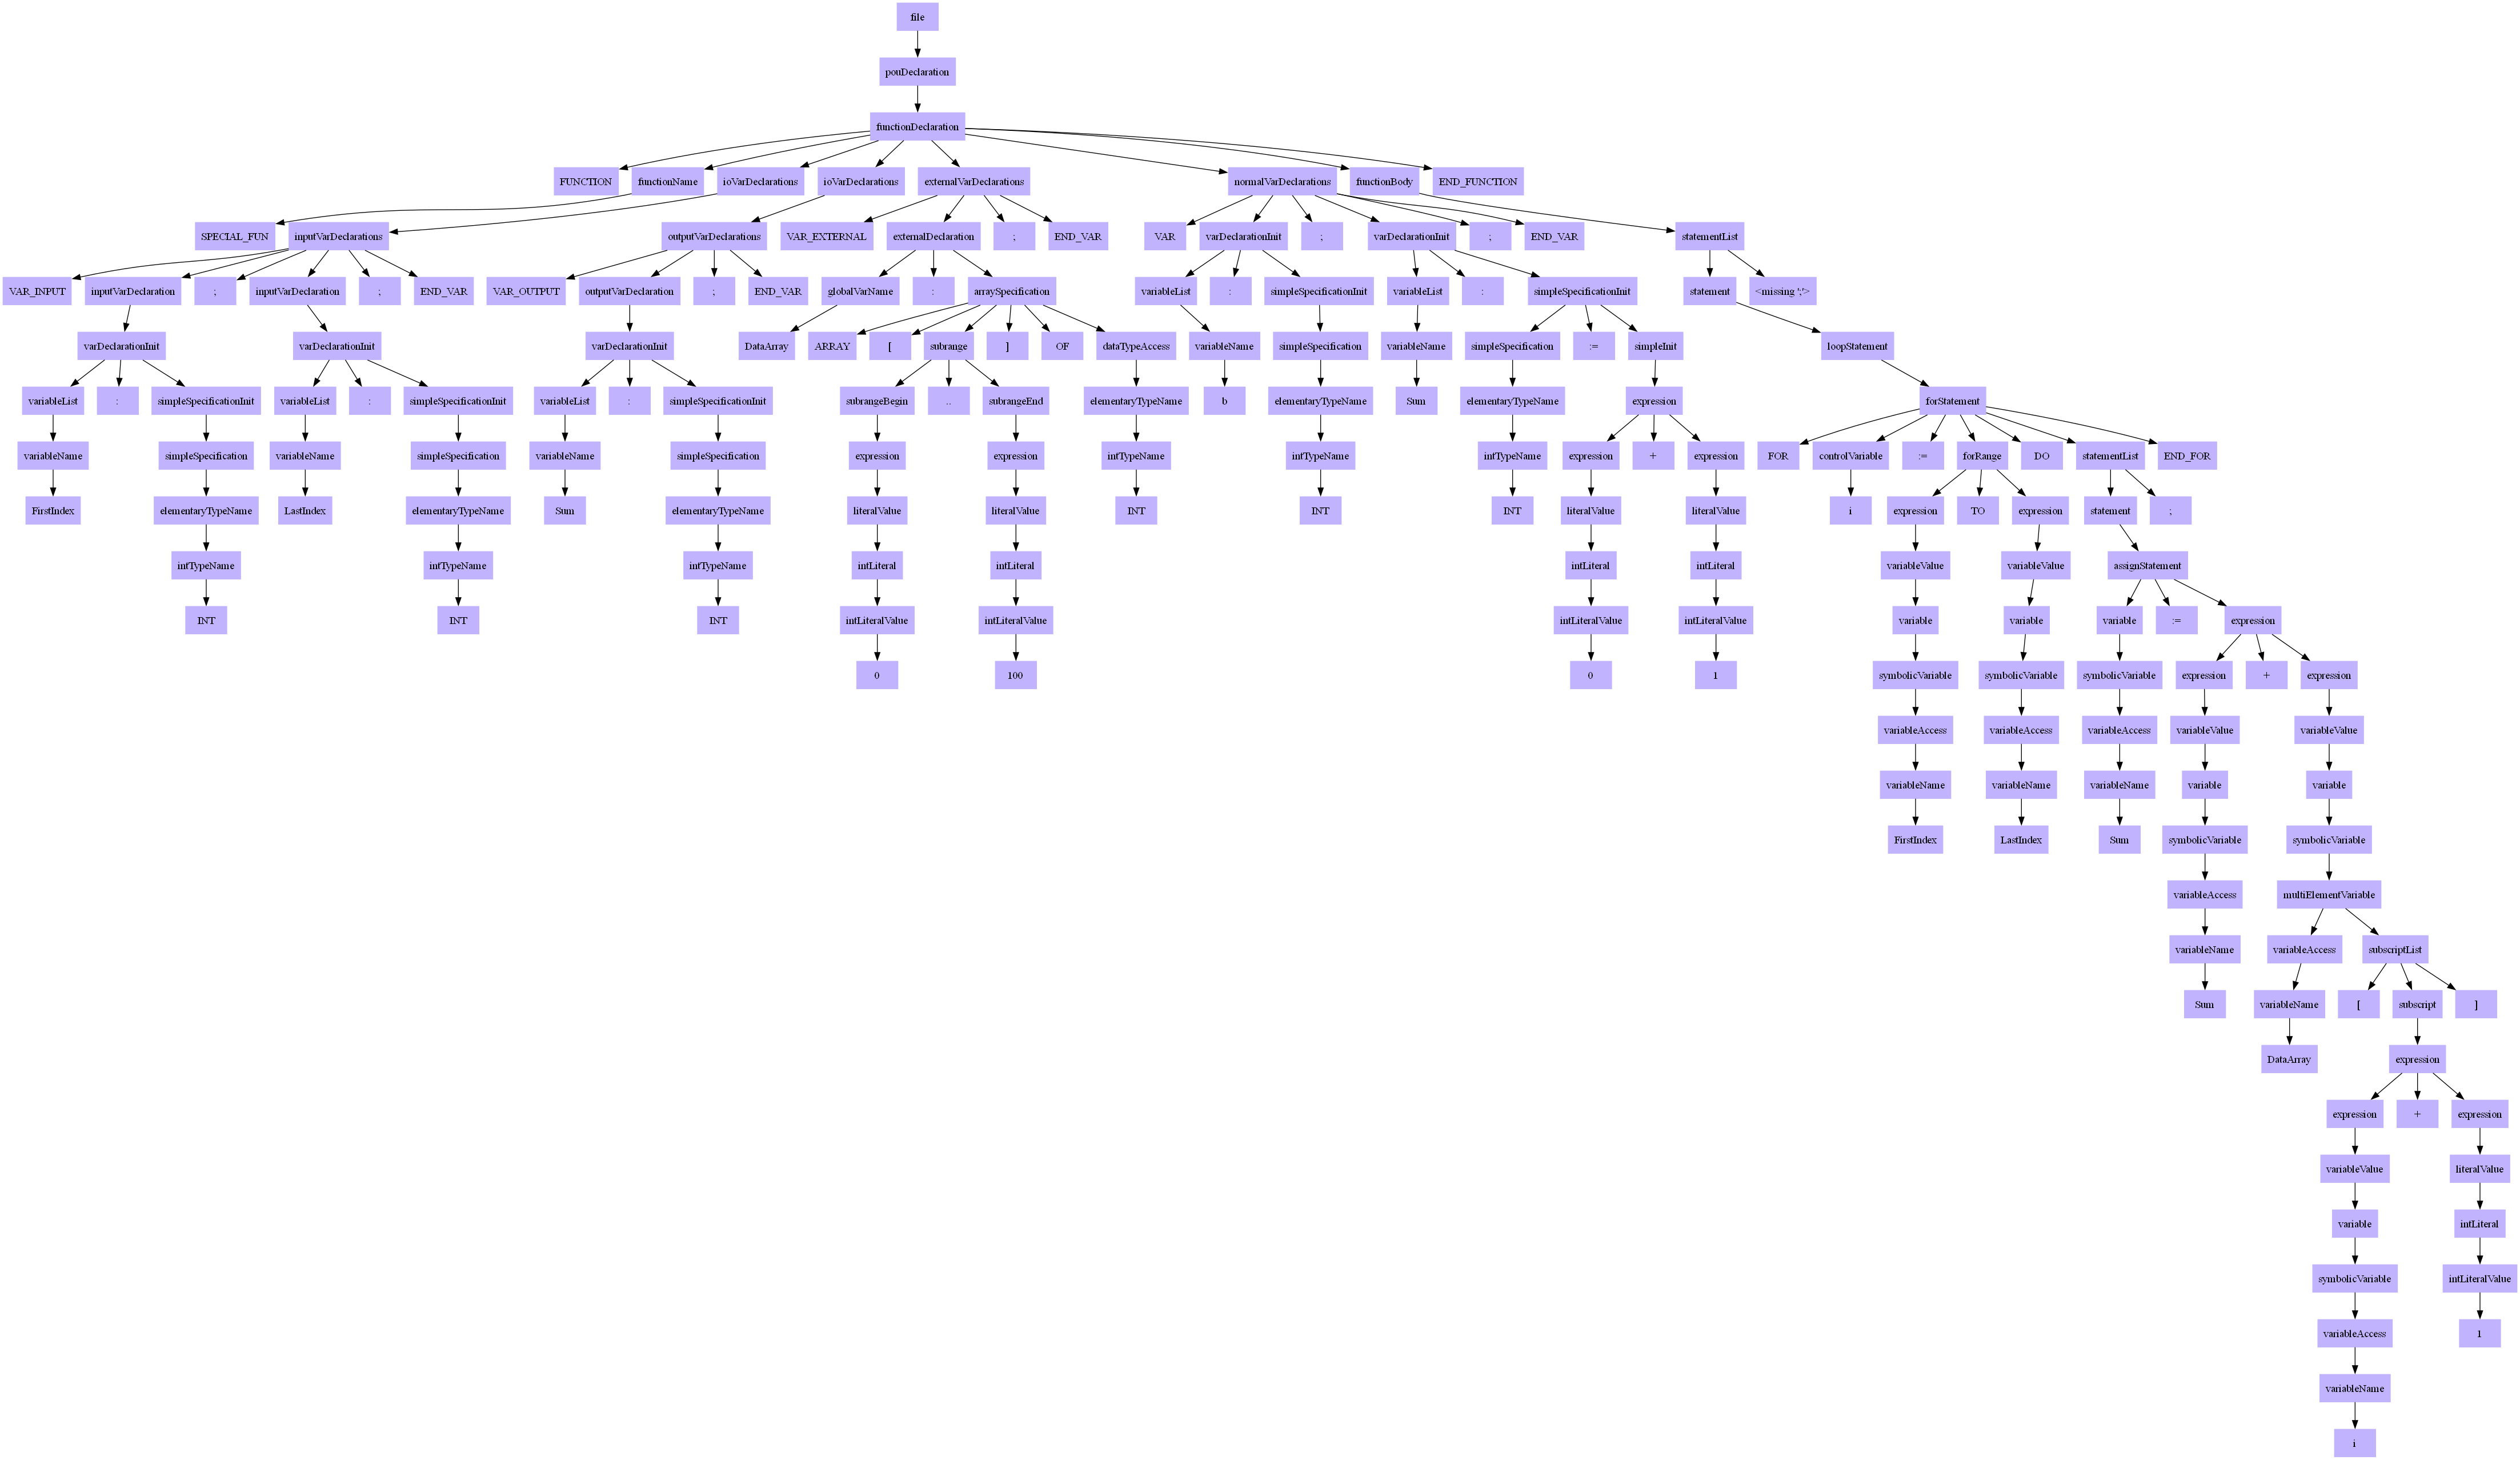 file
pouDeclaration
functionDeclaration
FUNCTION functionName ioVarDeclarations ioVarDeclarations externalVarDeclarations normalVarDeclarations functionBody END_FUNCTION
SPECIAL_FUN inputVarDeclarations outputVarDeclarations VAR_EXTERNAL externalDeclaration ; END_VAR VAR varDeclarationInit ; varDeclarationInit ; END_VAR statementList
VAR_INPUT inputVarDeclaration ; inputVarDeclaration ; END_VAR VAR_OUTPUT outputVarDeclaration ; END_VAR globalVarName : arraySpecification variableList : simpleSpecificationInit variableList : simpleSpecificationInit statement <missing ';'>
varDeclarationInit varDeclarationInit varDeclarationInit DataArray ARRAY [ subrange ] OF dataTypeAccess variableName simpleSpecification variableName simpleSpecification := simpleInit loopStatement
variableList : simpleSpecificationInit variableList : simpleSpecificationInit variableList : simpleSpecificationInit subrangeBegin .. subrangeEnd elementaryTypeName b elementaryTypeName Sum elementaryTypeName expression forStatement
variableName simpleSpecification variableName simpleSpecification variableName simpleSpecification expression expression intTypeName intTypeName intTypeName expression + expression FOR controlVariable := forRange DO statementList END_FOR
FirstIndex elementaryTypeName LastIndex elementaryTypeName Sum elementaryTypeName literalValue literalValue INT INT INT literalValue literalValue i expression TO expression statement ;
intTypeName intTypeName intTypeName intLiteral intLiteral intLiteral intLiteral variableValue variableValue assignStatement
INT INT INT intLiteralValue intLiteralValue intLiteralValue intLiteralValue variable variable variable := expression
0 100 0 1 symbolicVariable symbolicVariable symbolicVariable expression + expression
variableAccess variableAccess variableAccess variableValue variableValue
variableName variableName variableName variable variable
FirstIndex LastIndex Sum symbolicVariable symbolicVariable
variableAccess multiElementVariable
variableName variableAccess subscriptList
Sum variableName [ subscript ]
DataArray expression
expression + expression
variableValue literalValue
variable intLiteral
symbolicVariable intLiteralValue
variableAccess 1
variableName
i